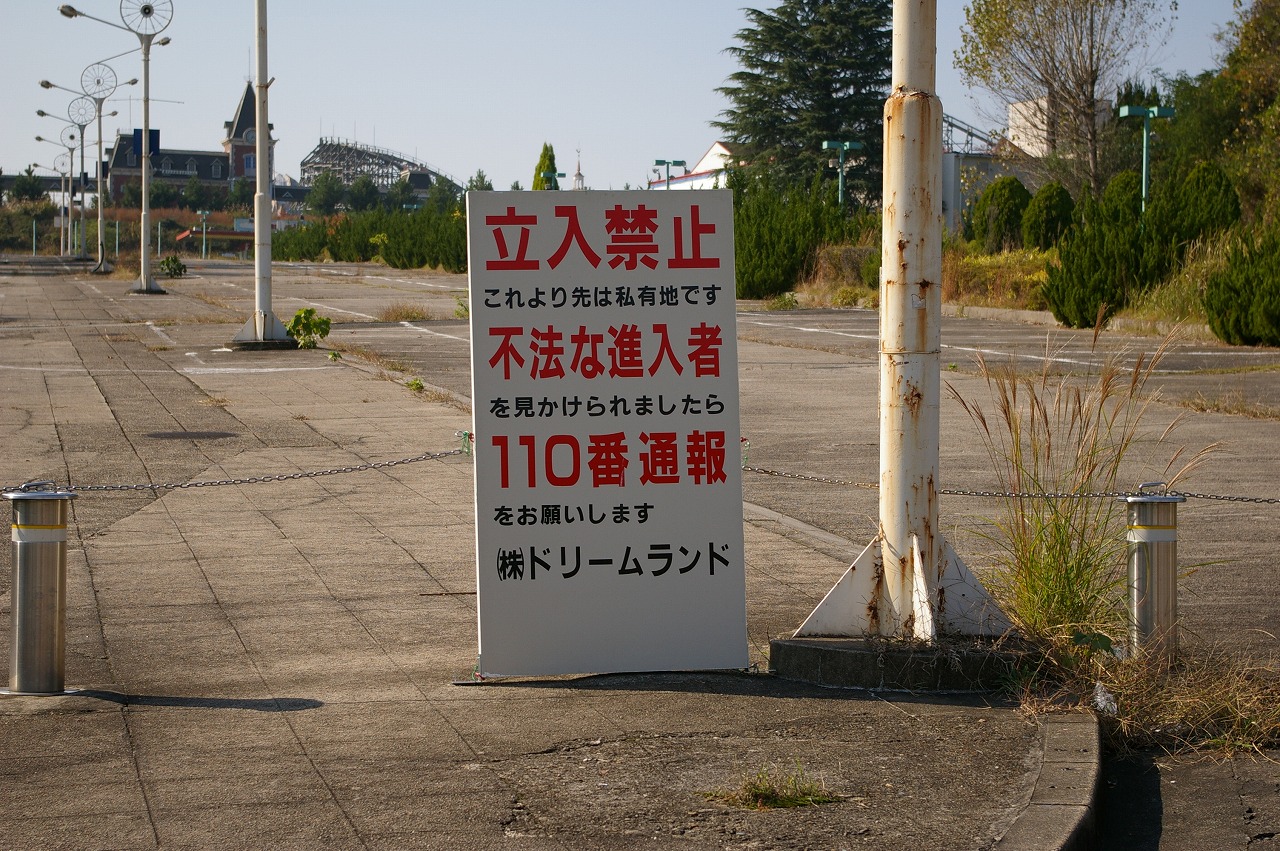 立入禁止
これより先は私有地です
不法な進入者
を見かけられましたら
110番通報
をお願いします
㈱ドリームランド